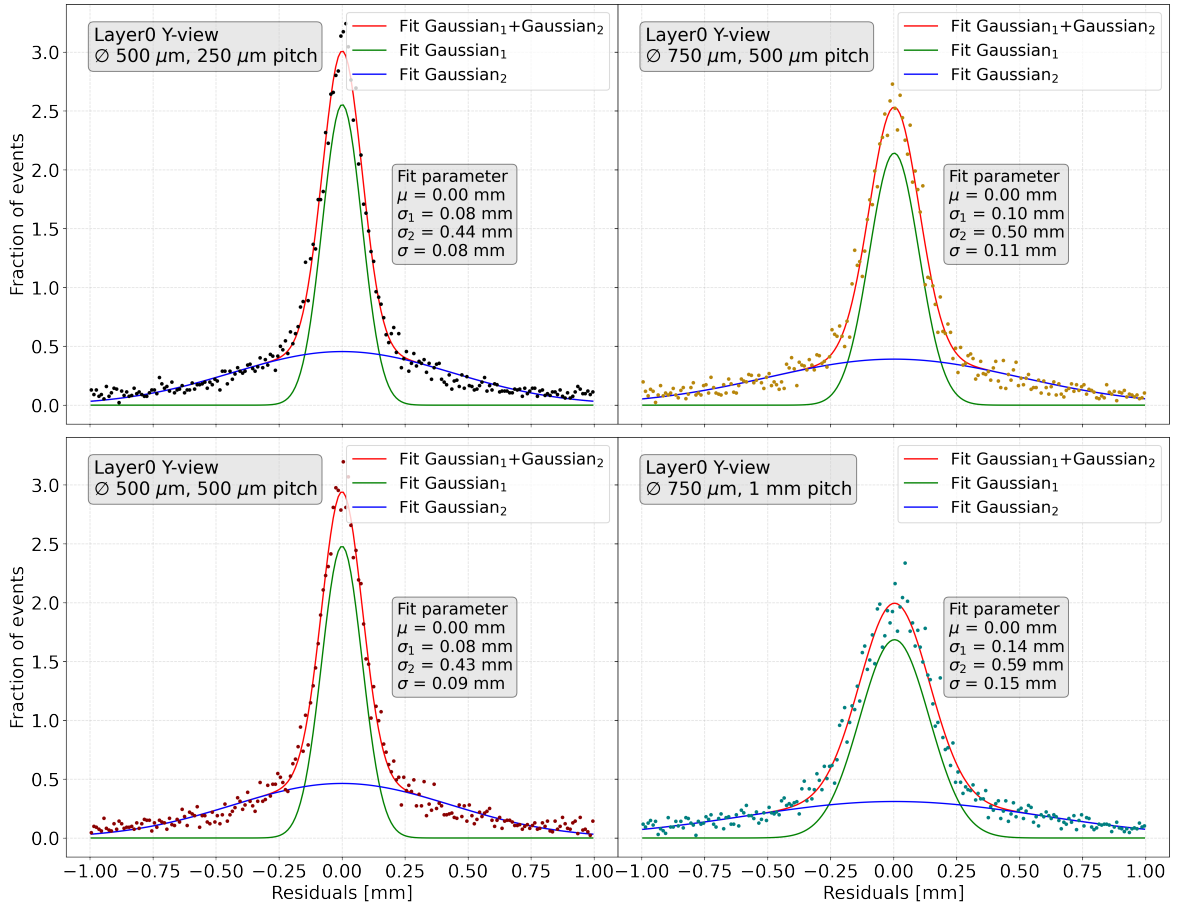 Layer0 Y-view
∅ 500 μm, 250 μm pitch
Fit Gaussian₁+Gaussian₂
Fit Gaussian₁
Fit Gaussian₂
Fit parameter
μ = 0.00 mm
σ₁ = 0.08 mm
σ₂ = 0.44 mm
σ = 0.08 mm
3.0
2.5
2.0
1.5
1.0
0.5
0.0
Fraction of events
Layer0 Y-view
∅ 750 μm, 500 μm pitch
Fit Gaussian₁+Gaussian₂
Fit Gaussian₁
Fit Gaussian₂
Fit parameter
μ = 0.00 mm
σ₁ = 0.10 mm
σ₂ = 0.50 mm
σ = 0.11 mm
Layer0 Y-view
∅ 500 μm, 500 μm pitch
Fit Gaussian₁+Gaussian₂
Fit Gaussian₁
Fit Gaussian₂
Fit parameter
μ = 0.00 mm
σ₁ = 0.08 mm
σ₂ = 0.43 mm
σ = 0.09 mm
3.0
2.5
2.0
1.5
1.0
0.5
0.0
Fraction of events
−1.00 −0.75 −0.50 −0.25 0.00 0.25 0.50 0.75 1.00
Residuals [mm]
Layer0 Y-view
∅ 750 μm, 1 mm pitch
Fit Gaussian₁+Gaussian₂
Fit Gaussian₁
Fit Gaussian₂
Fit parameter
μ = 0.00 mm
σ₁ = 0.14 mm
σ₂ = 0.59 mm
σ = 0.15 mm
−1.00 −0.75 −0.50 −0.25 0.00 0.25 0.50 0.75 1.00
Residuals [mm]